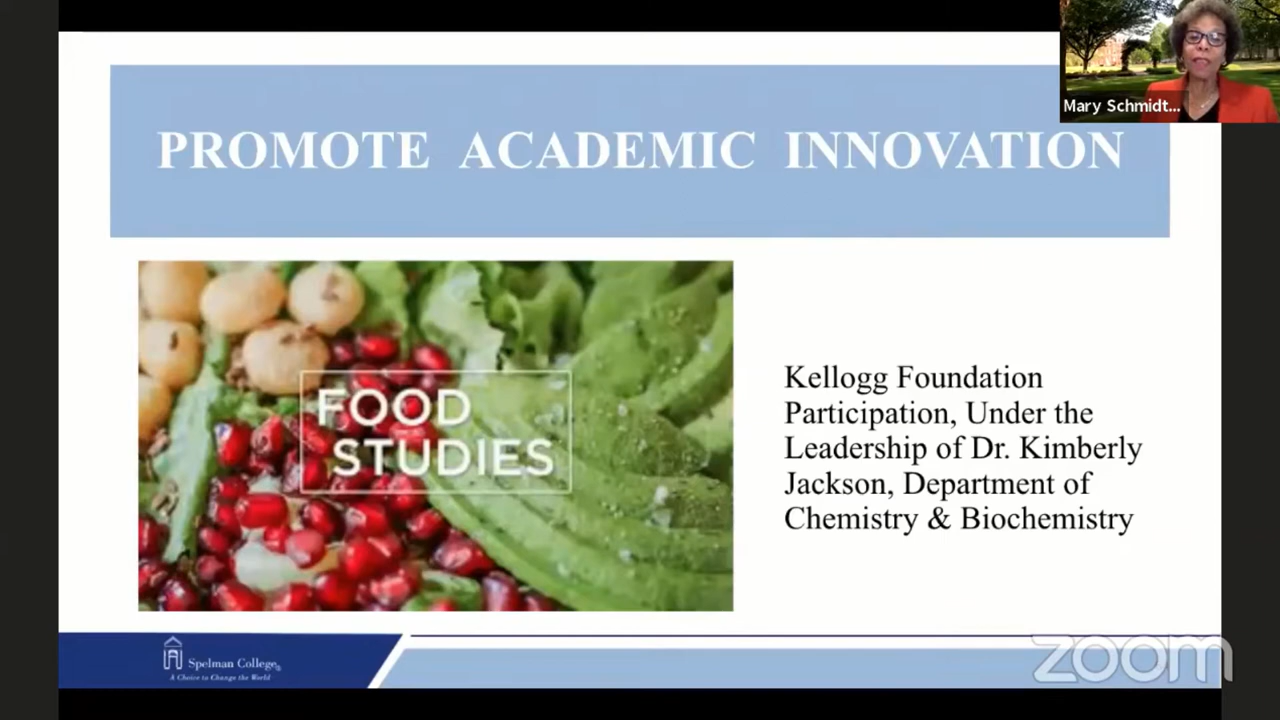 Mary Schmidt...
PROMOTE ACADEMIC INNOVATION
FOOD
STUDIES
Kellogg Foundation
Participation, Under the
Leadership of Dr. Kimberly
Jackson, Department of
Chemistry & Biochemistry
Spelman College®
A Choice to Change the World
zoom